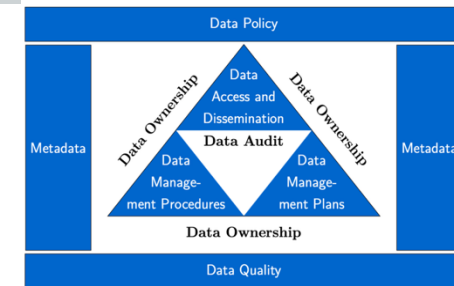 Data Policy
Metadata
Data Ownership
Data Ownership
Data
Access and
Dissemination
Data Audit
Metadata
Data
Manage-
ment Procedures
Data
Manage-
ment Plans
Data Ownership
Data Quality